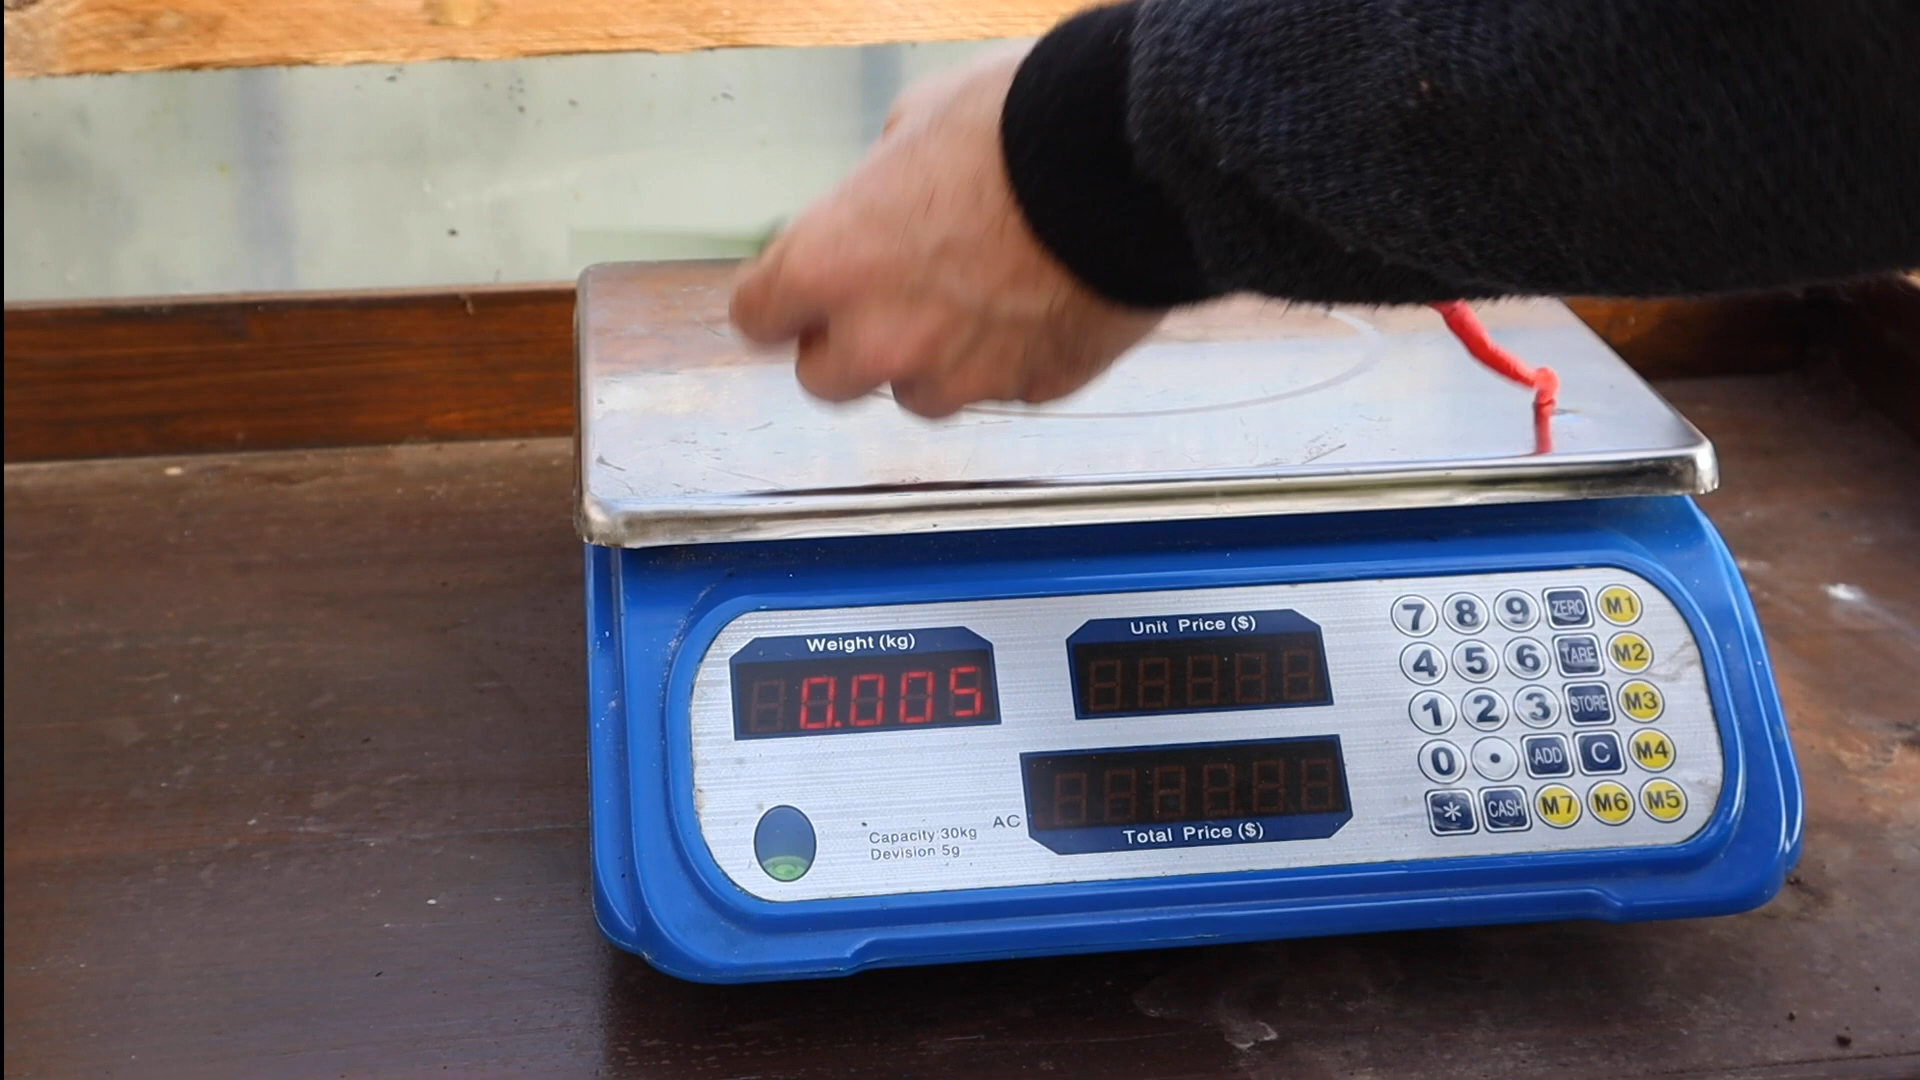 Weight (kg)
0.005
Unit Price ($)
7 8 9 ZERO M1
4 5 6 TARE M2
1 2 3 STORE M3
0 • ADD C M4
* CASH M7 M6 M5
AC
Total Price ($)
Capacity:30kg
Devision 5g